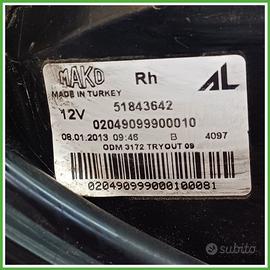 MAKO Rh AL
MADE IN TURKEY
12V 51843642
02049099900010
08.01.2013 09:46 B 4097
ODM 3172 TRYOUT 09
020490999000100081
subito